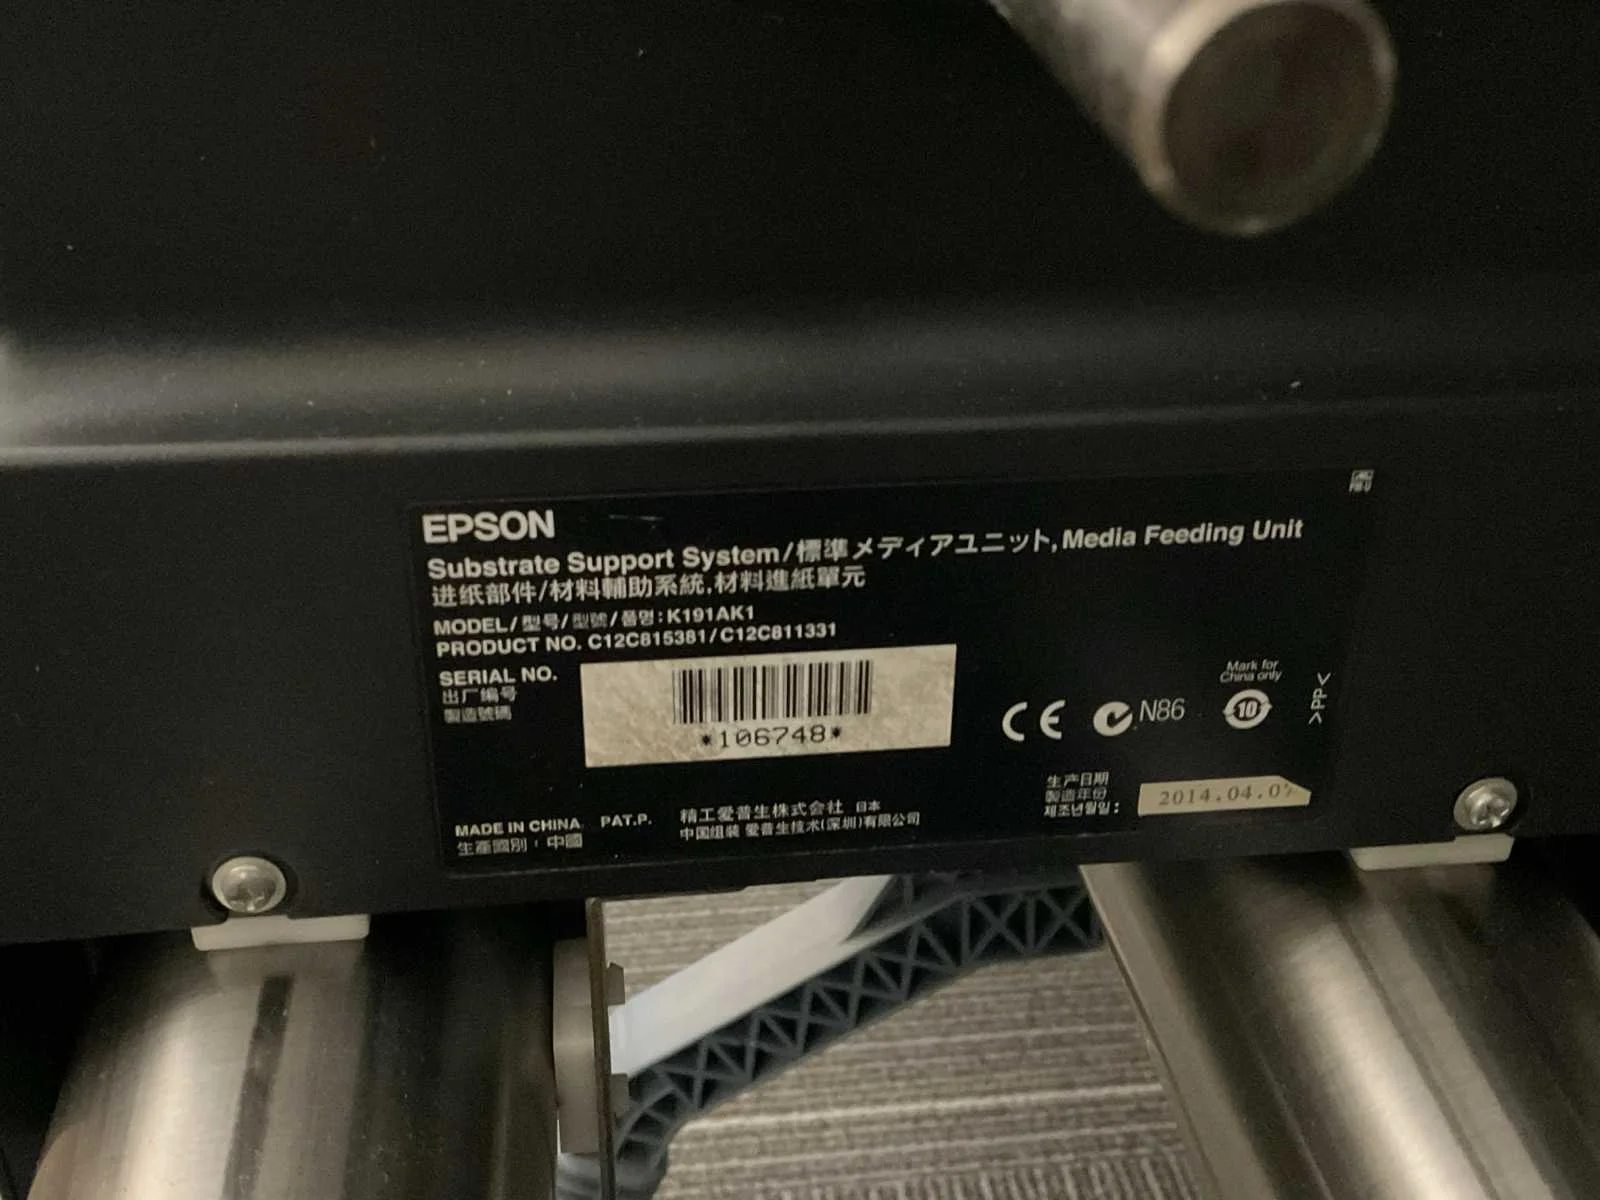 EPSON
Substrate Support System/標準メディアユニット,Media Feeding Unit
进纸部件/材料輔助系統,材料進紙單元
MODEL/型号/型號/품명:K191AK1
PRODUCT NO. C12C815381/C12C811331
SERIAL NO.
出厂编号
製造號碼
*106748*
N86
Mark for
China only
10
>PP<
生产日期
製造年份
제조년월일:
2014.04.07
MADE IN CHINA PAT.P.
生產國別:中國
精工爱普生株式会社 日本
中国组装 爱普生技术(深圳)有限公司